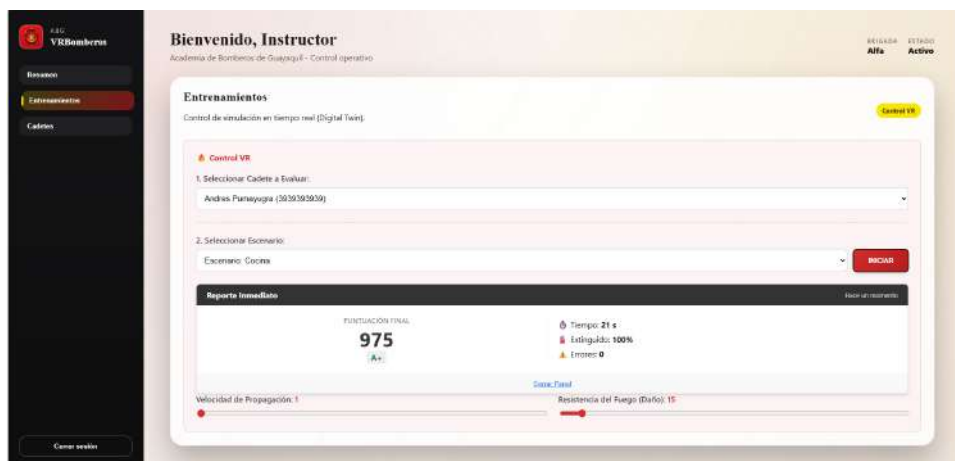 VRBomberos
Resumen
Entrenamientos
Cadetes
Cerrar sesión
Bienvenido, Instructor
Academia de Bomberos de Guayaquil - Control operativo
BRIGADA
Alfa
ESTADO
Activo
Entrenamientos
Control de simulación en tiempo real (Digital Twin).
Control VR
Control VR
1. Seleccionar Cadete a Evaluar:
Andres Pumayugra (3939393939)
2. Seleccionar Escenario:
Escenario: Cocina
INICIAR
Reporte Inmediato
Hace un momento
PUNTUACIÓN FINAL
975
A+
Tiempo: 21 s
Extinguido: 100%
Errores: 0
Cerrar Panel
Velocidad de Propagación: 1
Resistencia del Fuego (Daño): 15